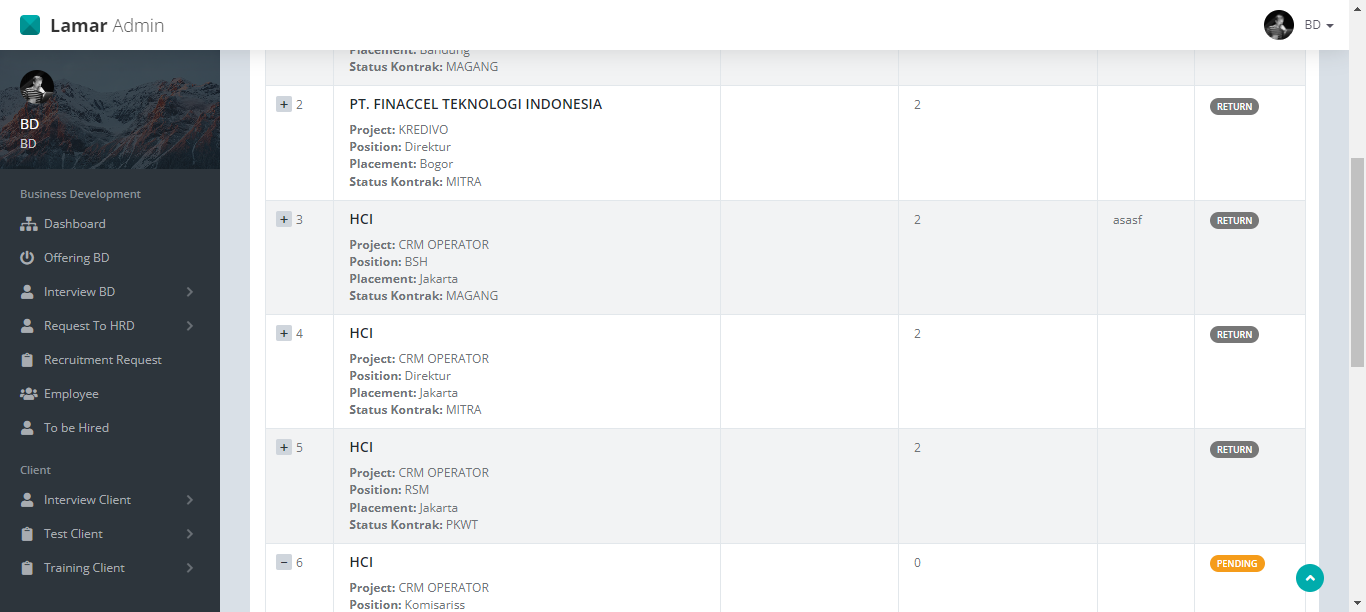 Lamar Admin
BD
BD
BD
Business Development
Dashboard
Offering BD
Interview BD
Request To HRD
Recruitment Request
Employee
To be Hired
Client
Interview Client
Test Client
Training Client
Placement: Bandung
Status Kontrak: MAGANG
2 PT. FINACCEL TEKNOLOGI INDONESIA 2 RETURN
Project: KREDIVO
Position: Direktur
Placement: Bogor
Status Kontrak: MITRA
3 HCI 2 asasf RETURN
Project: CRM OPERATOR
Position: BSH
Placement: Jakarta
Status Kontrak: MAGANG
4 HCI 2 RETURN
Project: CRM OPERATOR
Position: Direktur
Placement: Jakarta
Status Kontrak: MITRA
5 HCI 2 RETURN
Project: CRM OPERATOR
Position: RSM
Placement: Jakarta
Status Kontrak: PKWT
6 HCI 0 PENDING
Project: CRM OPERATOR
Position: Komisariss